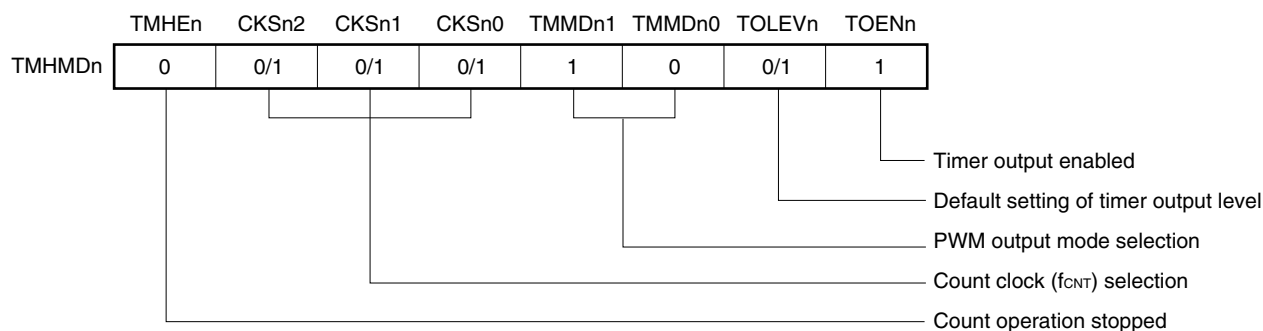 TMHEn CKSn2 CKSn1 CKSn0 TMMDn1 TMMDn0 TOLEVn TOENn
TMHMDn 0 0/1 0/1 0/1 1 0 0/1 1
Timer output enabled
Default setting of timer output level
PWM output mode selection
Count clock (fCNT) selection
Count operation stopped